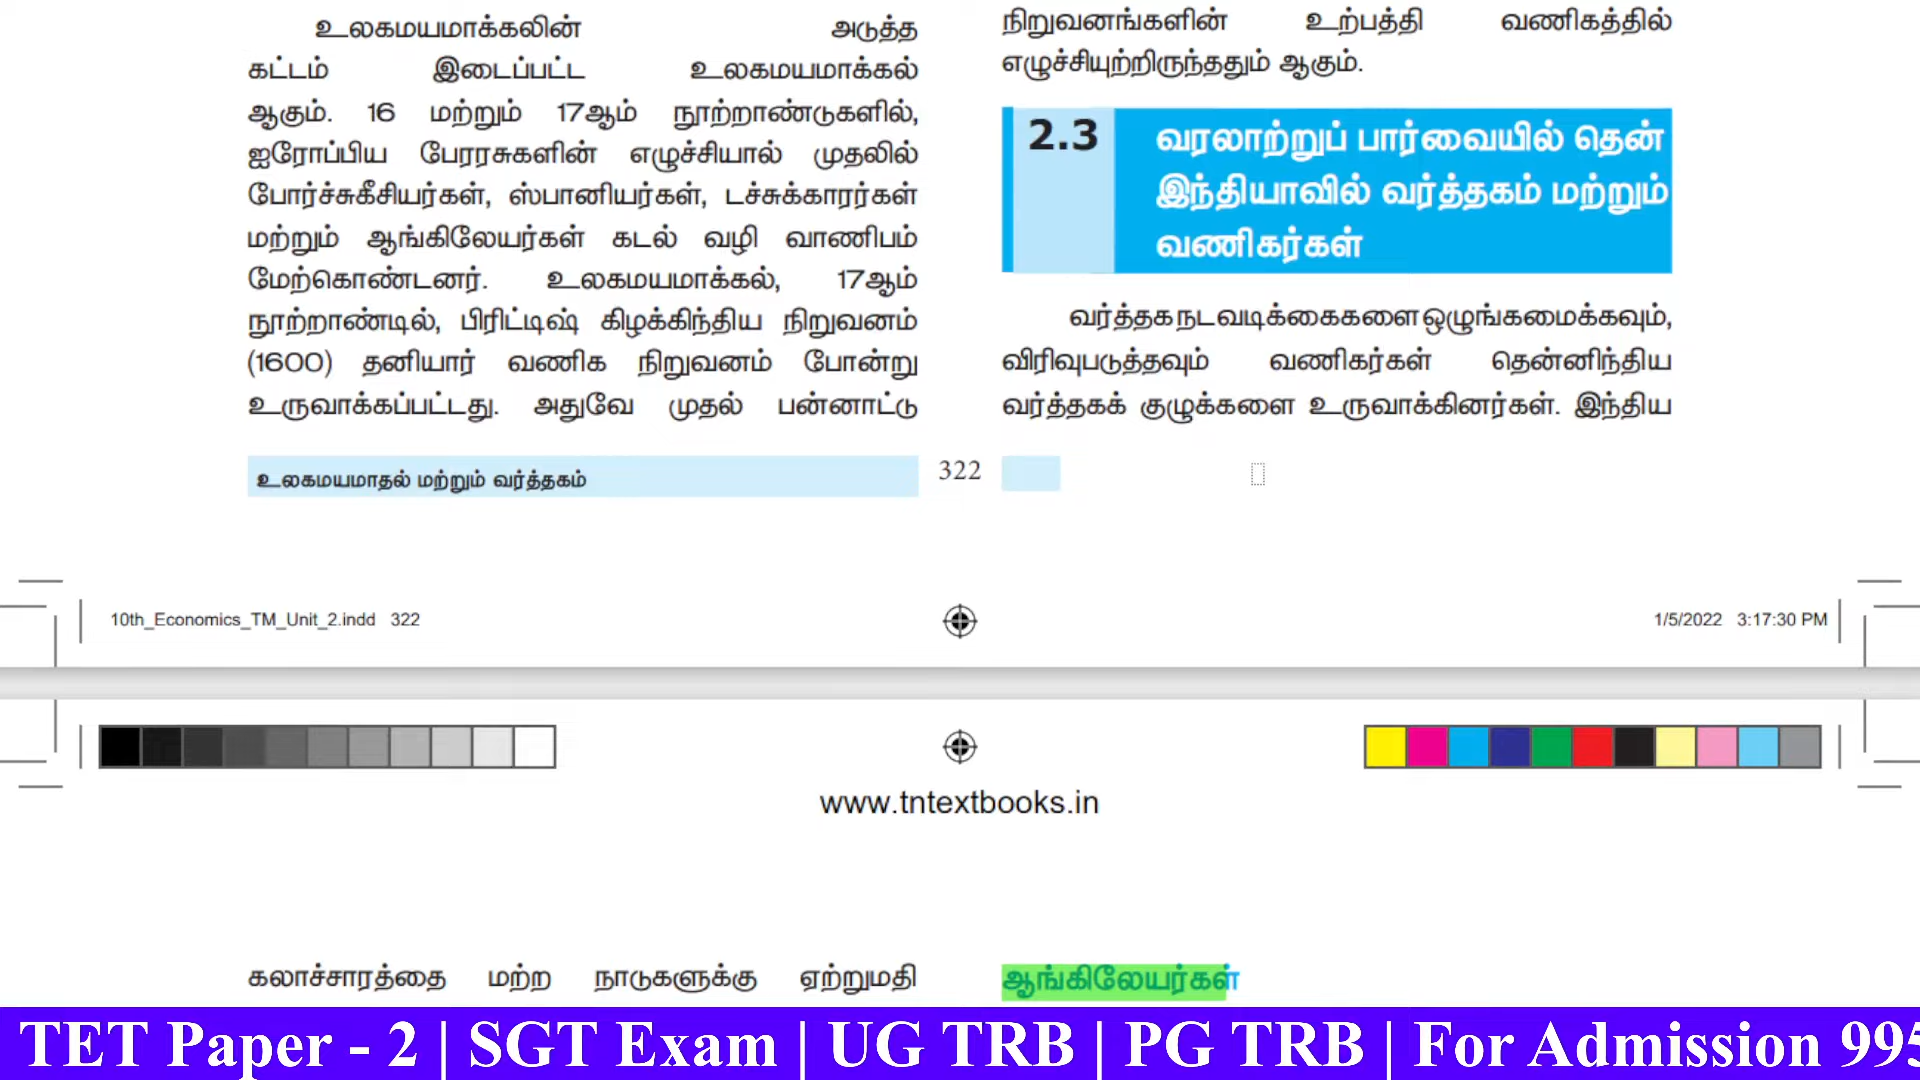 உலகமயமாக்கலின் அடுத்த
கட்டம் இடைப்பட்ட உலகமயமாக்கல்
ஆகும். 16 மற்றும் 17ஆம் நூற்றாண்டுகளில்,
ஐரோப்பிய பேரரசுகளின் எழுச்சியால் முதலில்
போர்ச்சுகீசியர்கள், ஸ்பானியர்கள், டச்சுக்காரர்கள்
மற்றும் ஆங்கிலேயர்கள் கடல் வழி வாணிபம்
மேற்கொண்டனர். உலகமயமாக்கல், 17ஆம்
நூற்றாண்டில், பிரிட்டிஷ் கிழக்கிந்திய நிறுவனம்
(1600) தனியார் வணிக நிறுவனம் போன்று
உருவாக்கப்பட்டது. அதுவே முதல் பன்னாட்டு
நிறுவனங்களின் உற்பத்தி வணிகத்தில்
எழுச்சியுற்றிருந்ததும் ஆகும்.
2.3 வரலாற்றுப் பார்வையில் தென்
இந்தியாவில் வர்த்தகம் மற்றும்
வணிகர்கள்
வர்த்தக நடவடிக்கைகளை ஒழுங்கமைக்கவும்,
விரிவுபடுத்தவும் வணிகர்கள் தென்னிந்திய
வர்த்தகக் குழுக்களை உருவாக்கினர்கள். இந்திய
உலகமயமாதல் மற்றும் வர்த்தகம் 322
10th_Economics_TM_Unit_2.indd 322 1/5/2022 3:17:30 PM
www.tntextbooks.in
கலாச்சாரத்தை மற்ற நாடுகளுக்கு ஏற்றுமதி
ஆங்கிலேயர்கள்
TET Paper - 2 | SGT Exam | UG TRB | PG TRB | For Admission 995